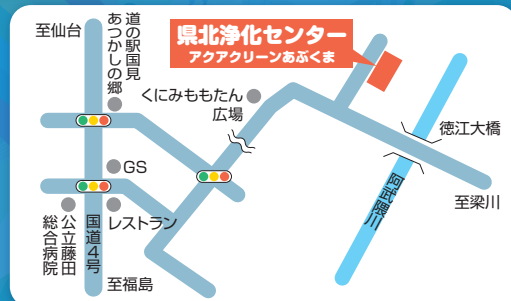 至仙台
道の駅国見
あつかしの郷
県北浄化センター
アクアクリーンあぶくま
くにみももたん
広場
徳江大橋
GS
阿武隈川
至梁川
公立藤田
総合病院
国道4号
レストラン
至福島